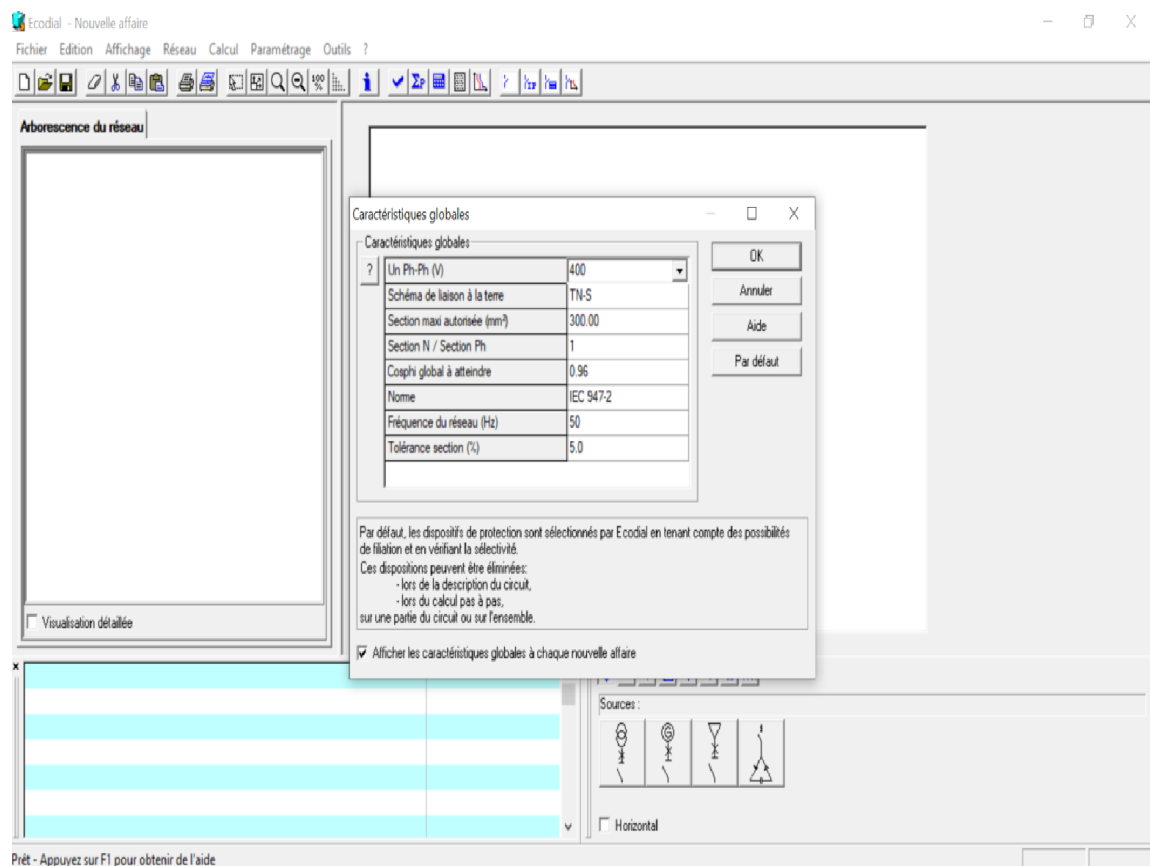 Ecodial - Nouvelle affaire
Fichier Edition Affichage Réseau Calcul Paramétrage Outils ?
Arborescence du réseau
Visualisation détaillée
Caractéristiques globales
Caractéristiques globales
?
Un Ph-Ph (V) 400
Schéma de liaison à la terre TN-S
Section maxi autorisée (mm²) 300.00
Section N / Section Ph 1
Cosphi global à atteindre 0.96
Norme IEC 947-2
Fréquence du réseau (Hz) 50
Tolérance section (%) 5.0
OK
Annuler
Aide
Par défaut
Par défaut, les dispositifs de protection sont sélectionnés par Ecodial en tenant compte des possibilités
de filiation et en vérifiant la sélectivité.
Ces dispositions peuvent être éliminées:
- lors de la description du circuit,
- lors du calcul pas à pas,
sur une partie du circuit ou sur l'ensemble.
Afficher les caractéristiques globales à chaque nouvelle affaire
Sources :
Horizontal
Prêt - Appuyez sur F1 pour obtenir de l'aide